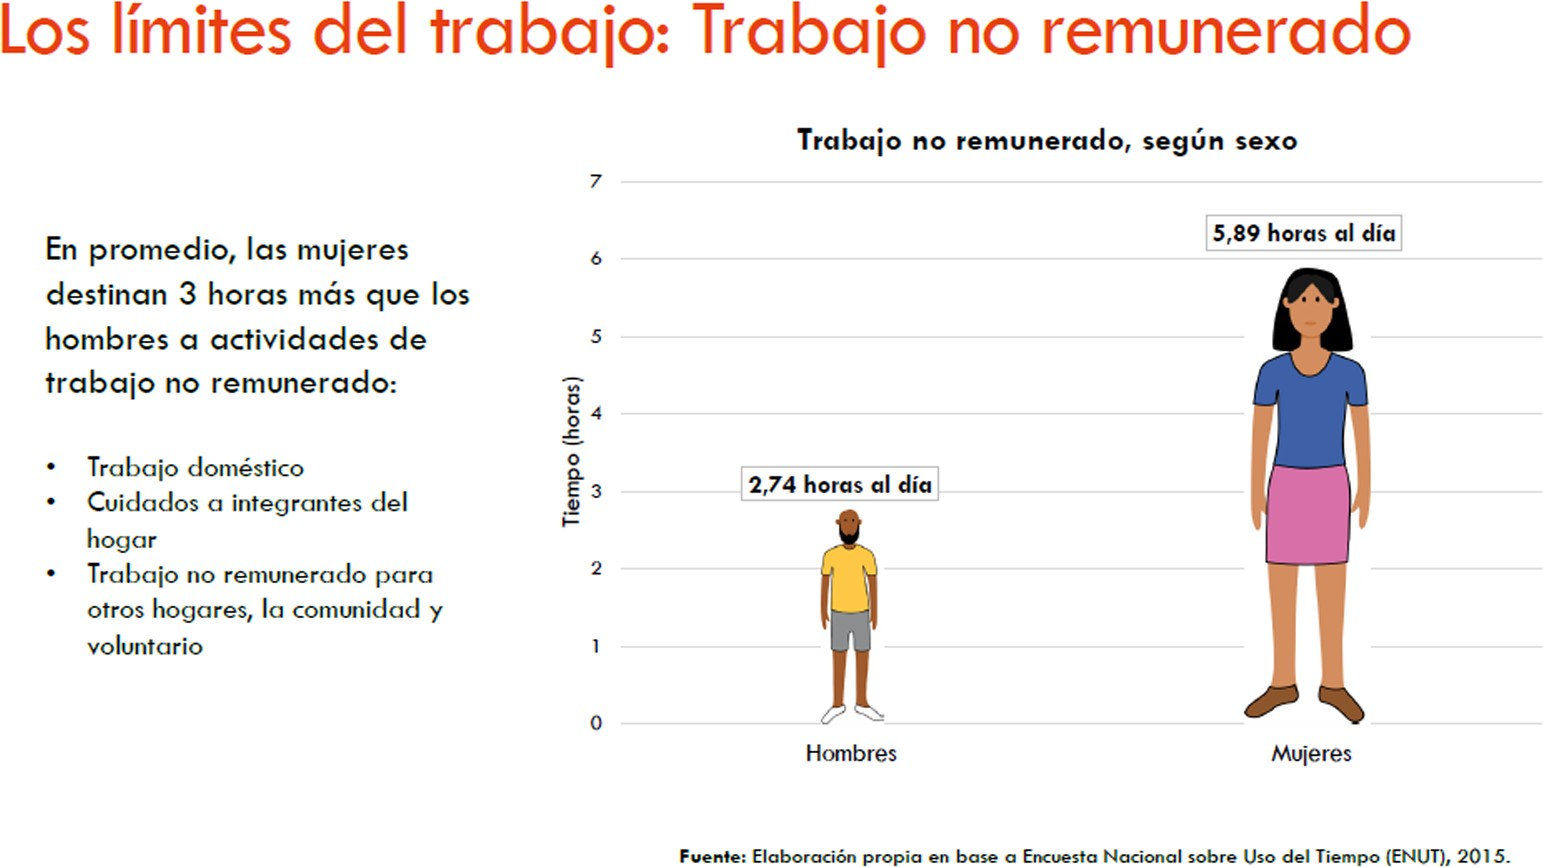 Los límites del trabajo: Trabajo no remunerado
En promedio, las mujeres
destinan 3 horas más que los
hombres a actividades de
trabajo no remunerado:
• Trabajo doméstico
• Cuidados a integrantes del
hogar
• Trabajo no remunerado para
otros hogares, la comunidad y
voluntario
Trabajo no remunerado, según sexo
Tiempo (horas)
7
6
5
4
3
2
1
0
2,74 horas al día
5,89 horas al día
Hombres
Mujeres
Fuente: Elaboración propia en base a Encuesta Nacional sobre Uso del Tiempo (ENUT), 2015.